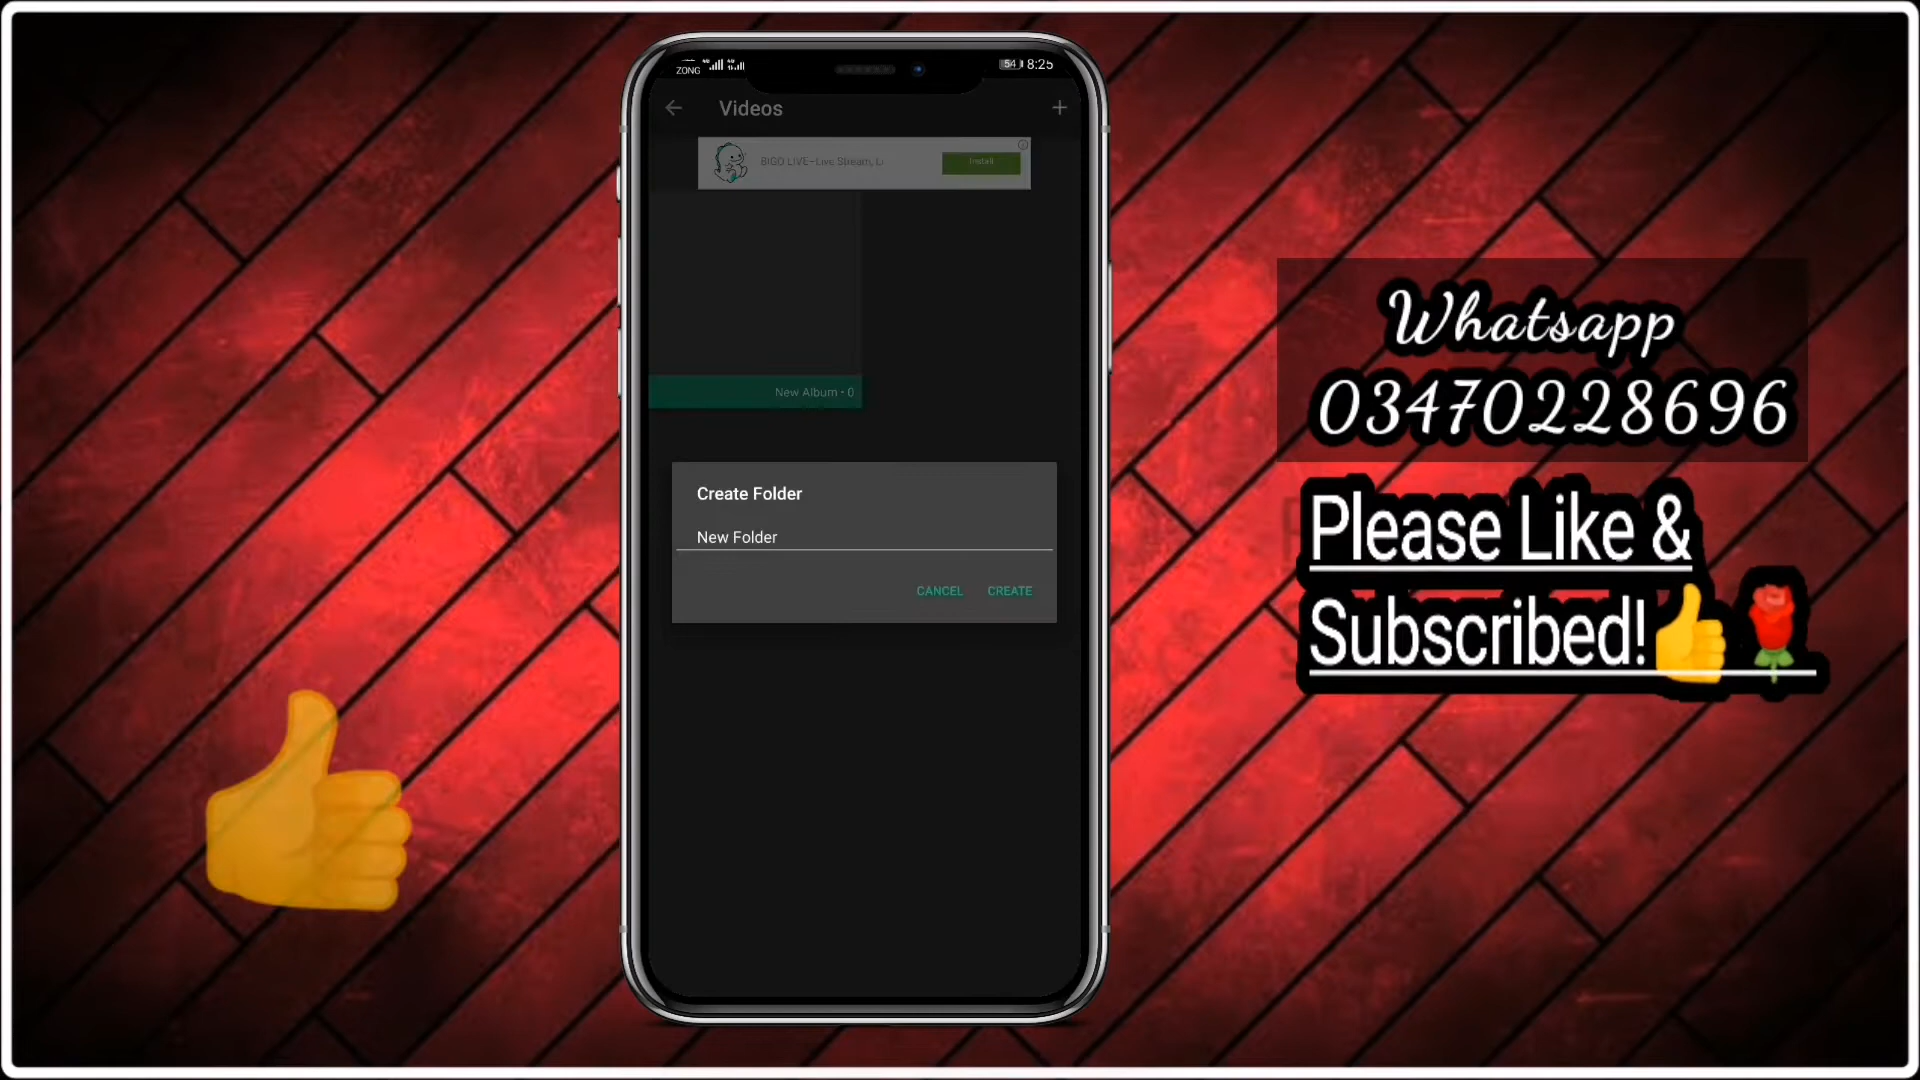 ZONG
54 8:25
Videos
BIGO LIVE–Live Stream, Li
Install
New Album • 0
Create Folder
New Folder
CANCEL CREATE
Whatsapp
03470228696
Please Like &
Subscribed!👍🌹